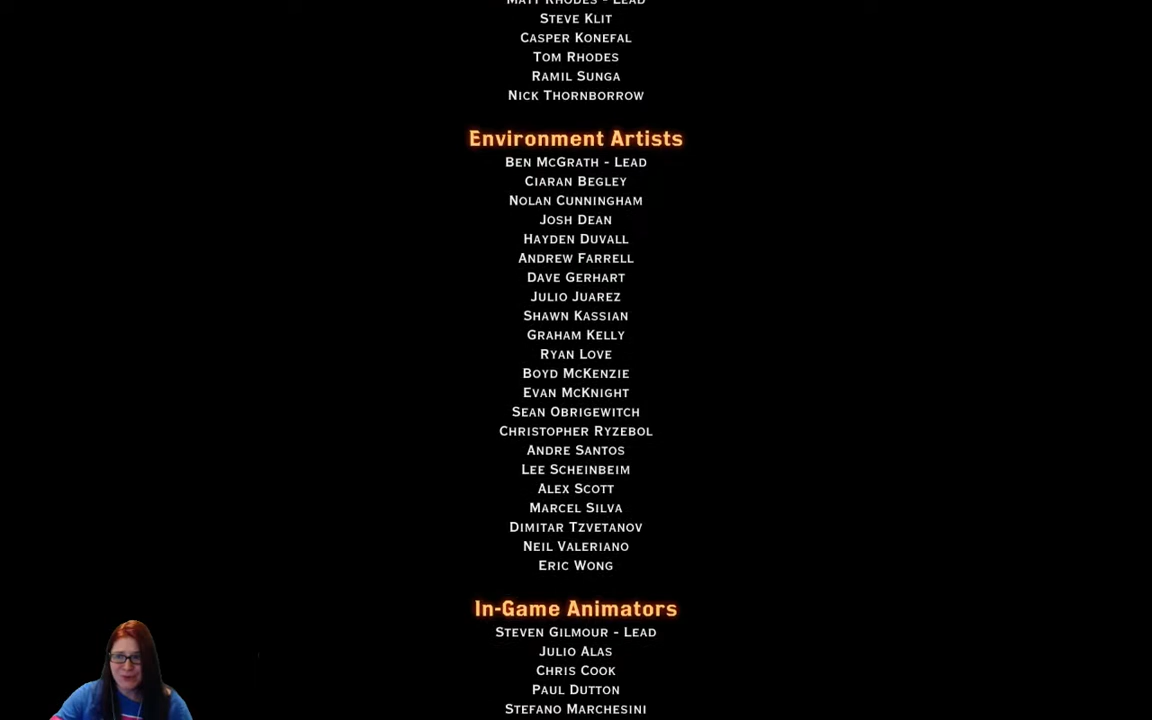 MATT RHODES - LEAD
STEVE KLIT
CASPER KONEFAL
TOM RHODES
RAMIL SUNGA
NICK THORNBORROW
Environment Artists
BEN MCGRATH - LEAD
CIARAN BEGLEY
NOLAN CUNNINGHAM
JOSH DEAN
HAYDEN DUVALL
ANDREW FARRELL
DAVE GERHART
JULIO JUAREZ
SHAWN KASSIAN
GRAHAM KELLY
RYAN LOVE
BOYD MCKENZIE
EVAN MCKNIGHT
SEAN OBRIGEWITCH
CHRISTOPHER RYZEBOL
ANDRE SANTOS
LEE SCHEINBEIM
ALEX SCOTT
MARCEL SILVA
DIMITAR TZVETANOV
NEIL VALERIANO
ERIC WONG
In-Game Animators
STEVEN GILMOUR - LEAD
JULIO ALAS
CHRIS COOK
PAUL DUTTON
STEFANO MARCHESINI